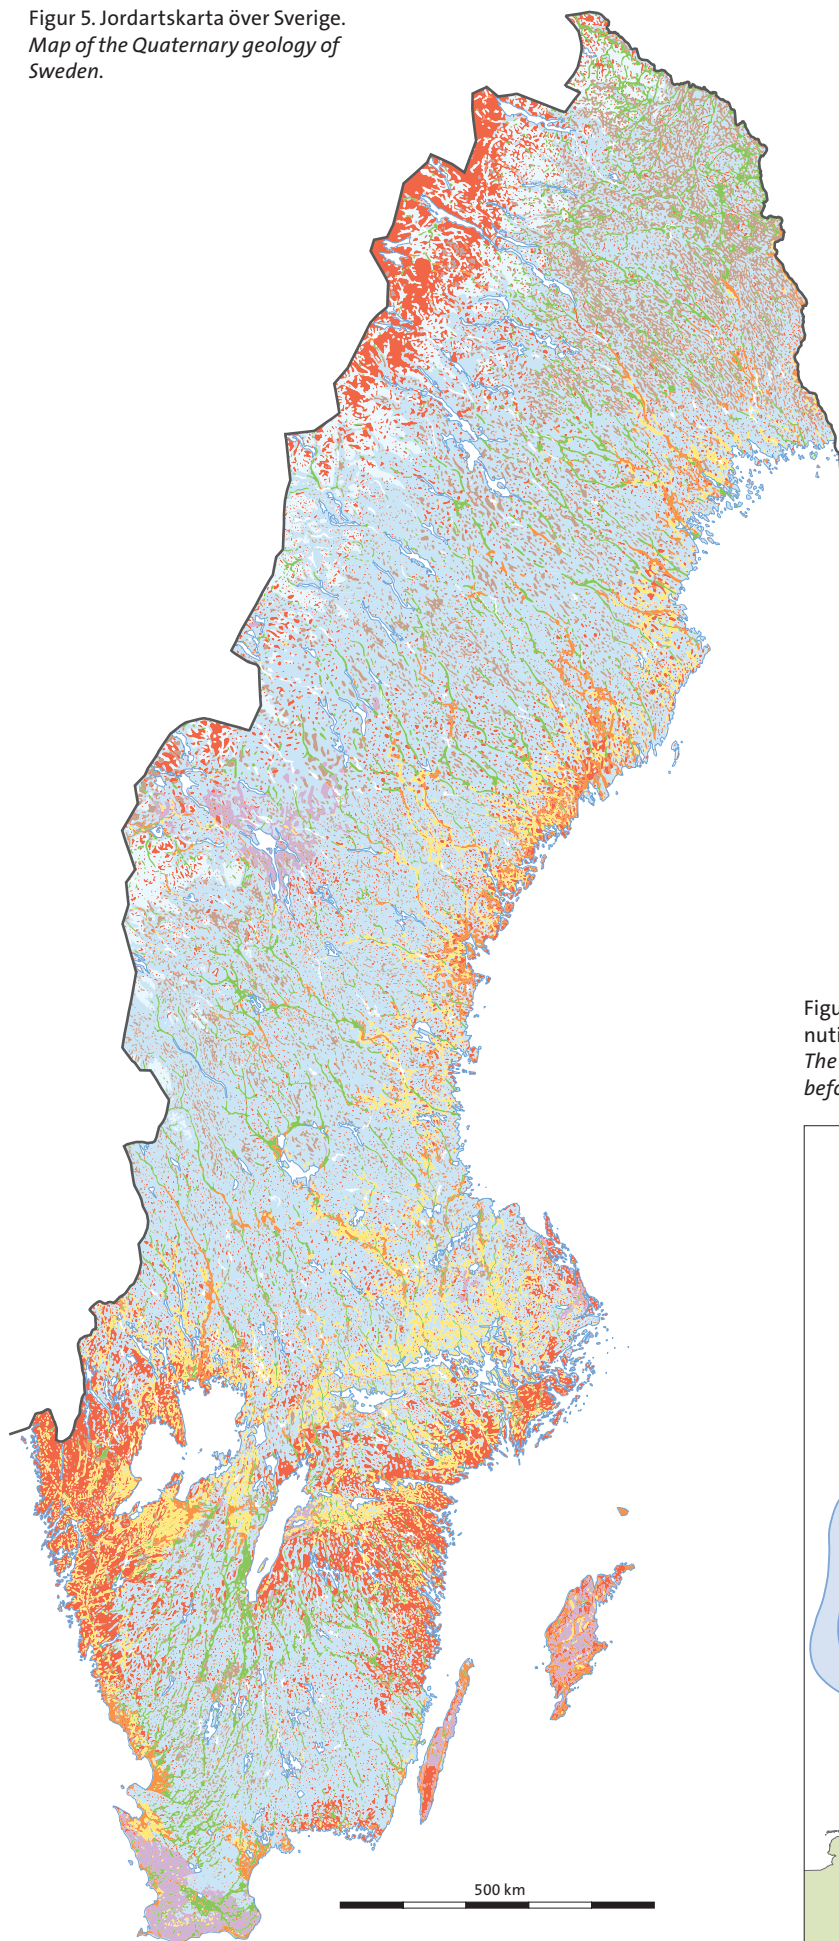 Figur 5. Jordartskarta över Sverige.
Map of the Quaternary geology of
Sweden.
500 km